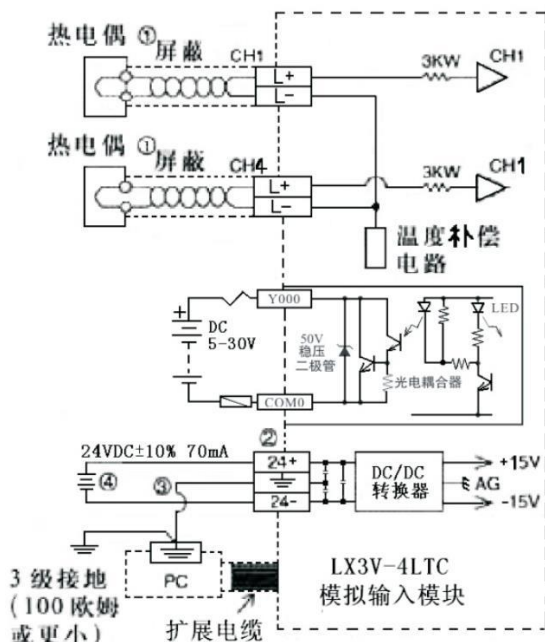 热电偶 ① 屏蔽 CH1
L+
L-
3KW
CH1
热电偶 ① 屏蔽 CH4
L+
L-
3KW
CH1
温度补偿
电路
Y000
DC
5-30V
50V
稳压
二极管
LED
光电耦合器
COM0
24VDC±10% 70mA
②
24+
24-
③
④
DC/DC
转换器
+15V
AG
-15V
PC
3级接地
(100欧姆
或更小)
扩展电缆
LX3V-4LTC
模拟输入模块